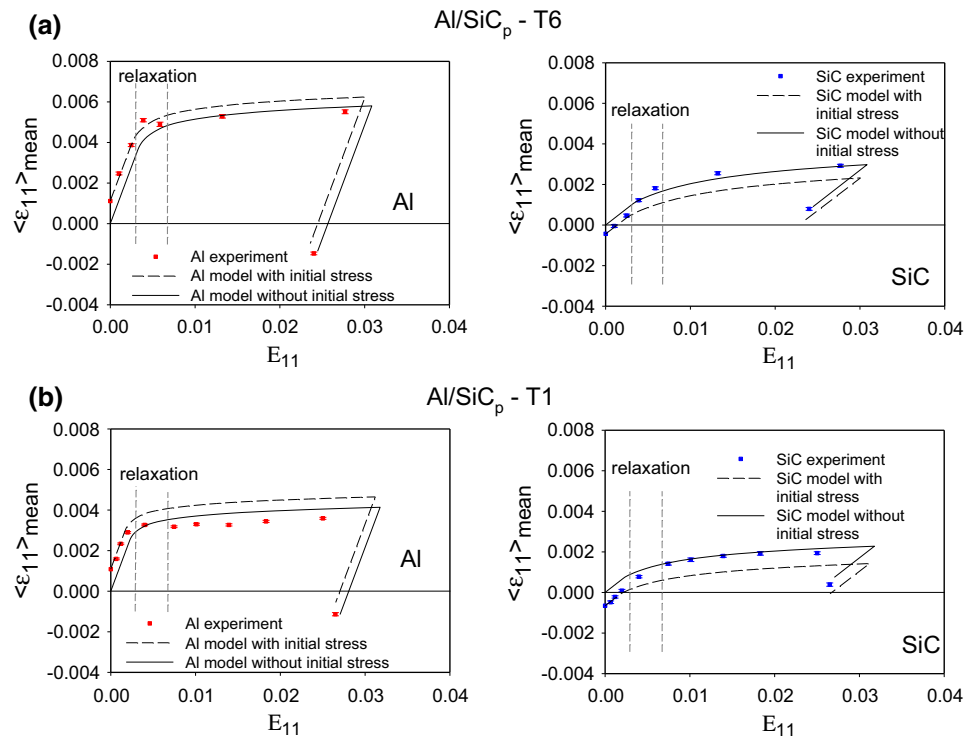 (a)
Al/SiCp - T6
0.008
0.006
0.004
0.002
0.000
-0.002
-0.004
<ε11>mean
relaxation
Al
Al experiment
Al model with initial stress
Al model without initial stress
0.00 0.01 0.02 0.03 0.04
E11
0.008
0.006
0.004
0.002
0.000
-0.002
-0.004
<ε11>mean
relaxation
SiC experiment
SiC model with
initial stress
SiC model without
initial stress
SiC
0.00 0.01 0.02 0.03 0.04
E11
(b)
Al/SiCp - T1
0.008
0.006
0.004
0.002
0.000
-0.002
-0.004
<ε11>mean
relaxation
Al
Al experiment
Al model with initial stress
Al model without initial stress
0.00 0.01 0.02 0.03 0.04
E11
0.008
0.006
0.004
0.002
0.000
-0.002
-0.004
<ε11>mean
relaxation
SiC experiment
SiC model with
initial stress
SiC model without
initial stress
SiC
0.00 0.01 0.02 0.03 0.04
E11